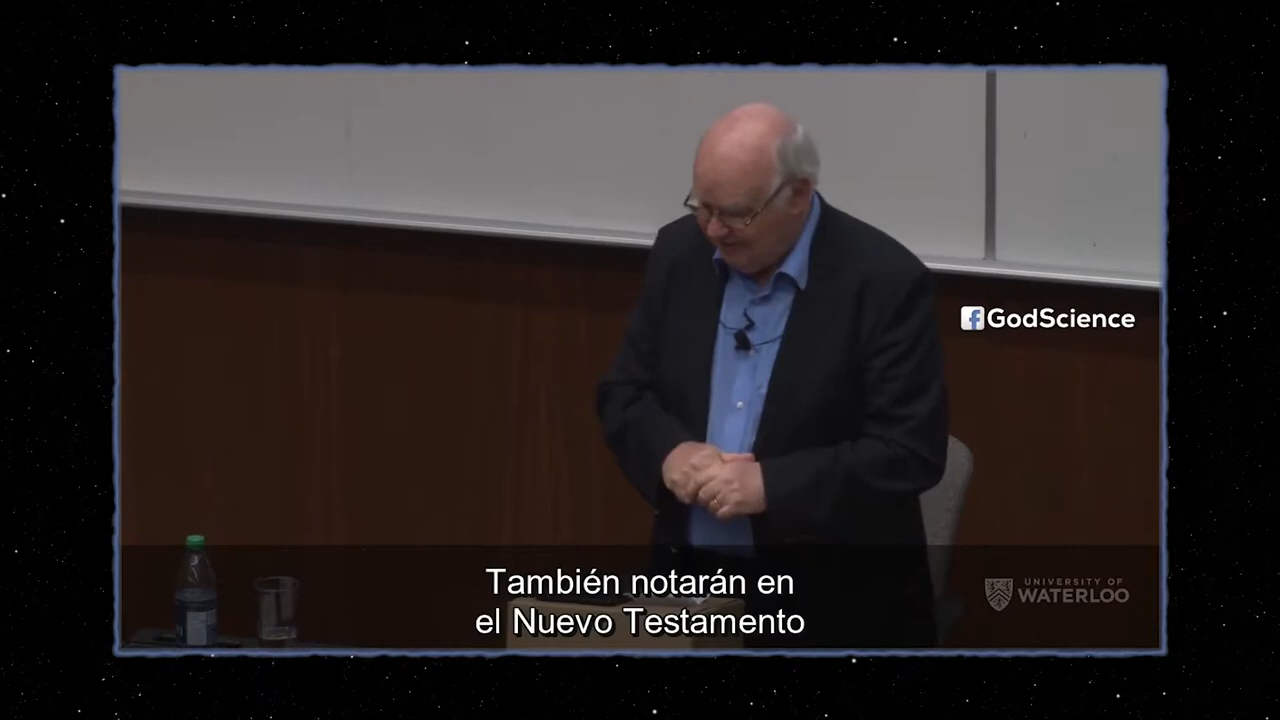 GodScience
UNIVERSITY OF
WATERLOO
También notarán en
el Nuevo Testamento